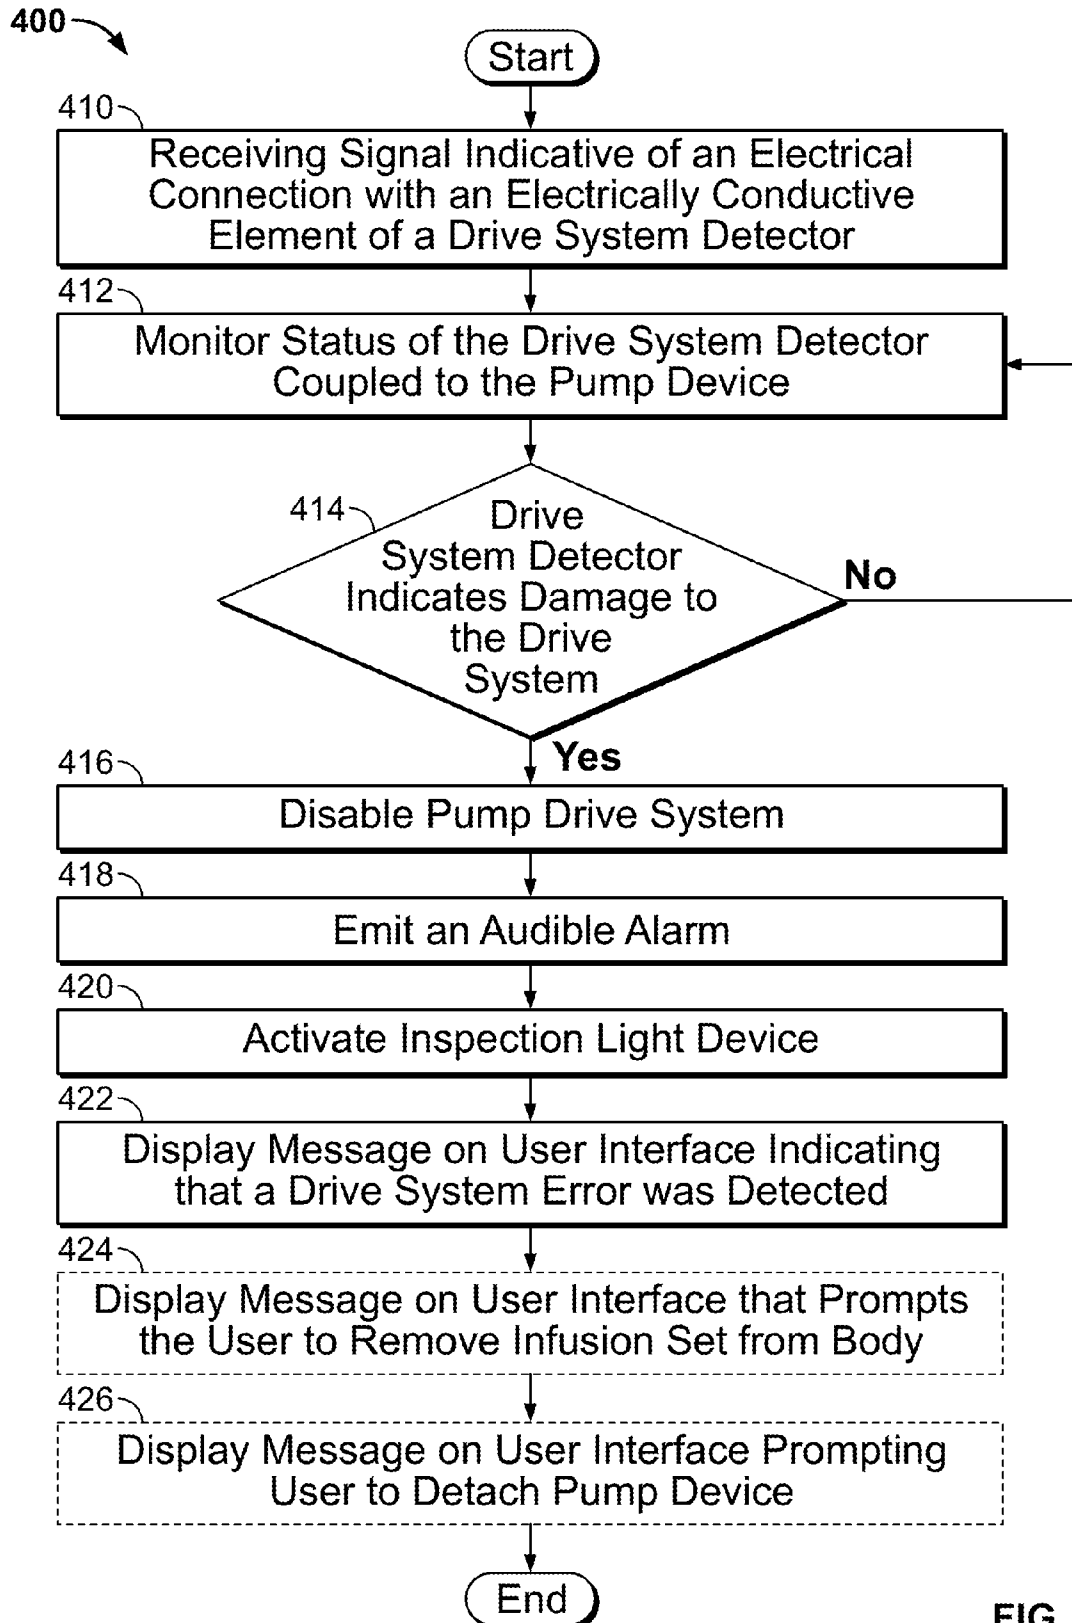 400
Start
410
Receiving Signal Indicative of an Electrical
Connection with an Electrically Conductive
Element of a Drive System Detector
412
Monitor Status of the Drive System Detector
Coupled to the Pump Device
414
Drive
System Detector
Indicates Damage to
the Drive
System
No
Yes
416
Disable Pump Drive System
418
Emit an Audible Alarm
420
Activate Inspection Light Device
422
Display Message on User Interface Indicating
that a Drive System Error was Detected
424
Display Message on User Interface that Prompts
the User to Remove Infusion Set from Body
426
Display Message on User Interface Prompting
User to Detach Pump Device
End
FIG